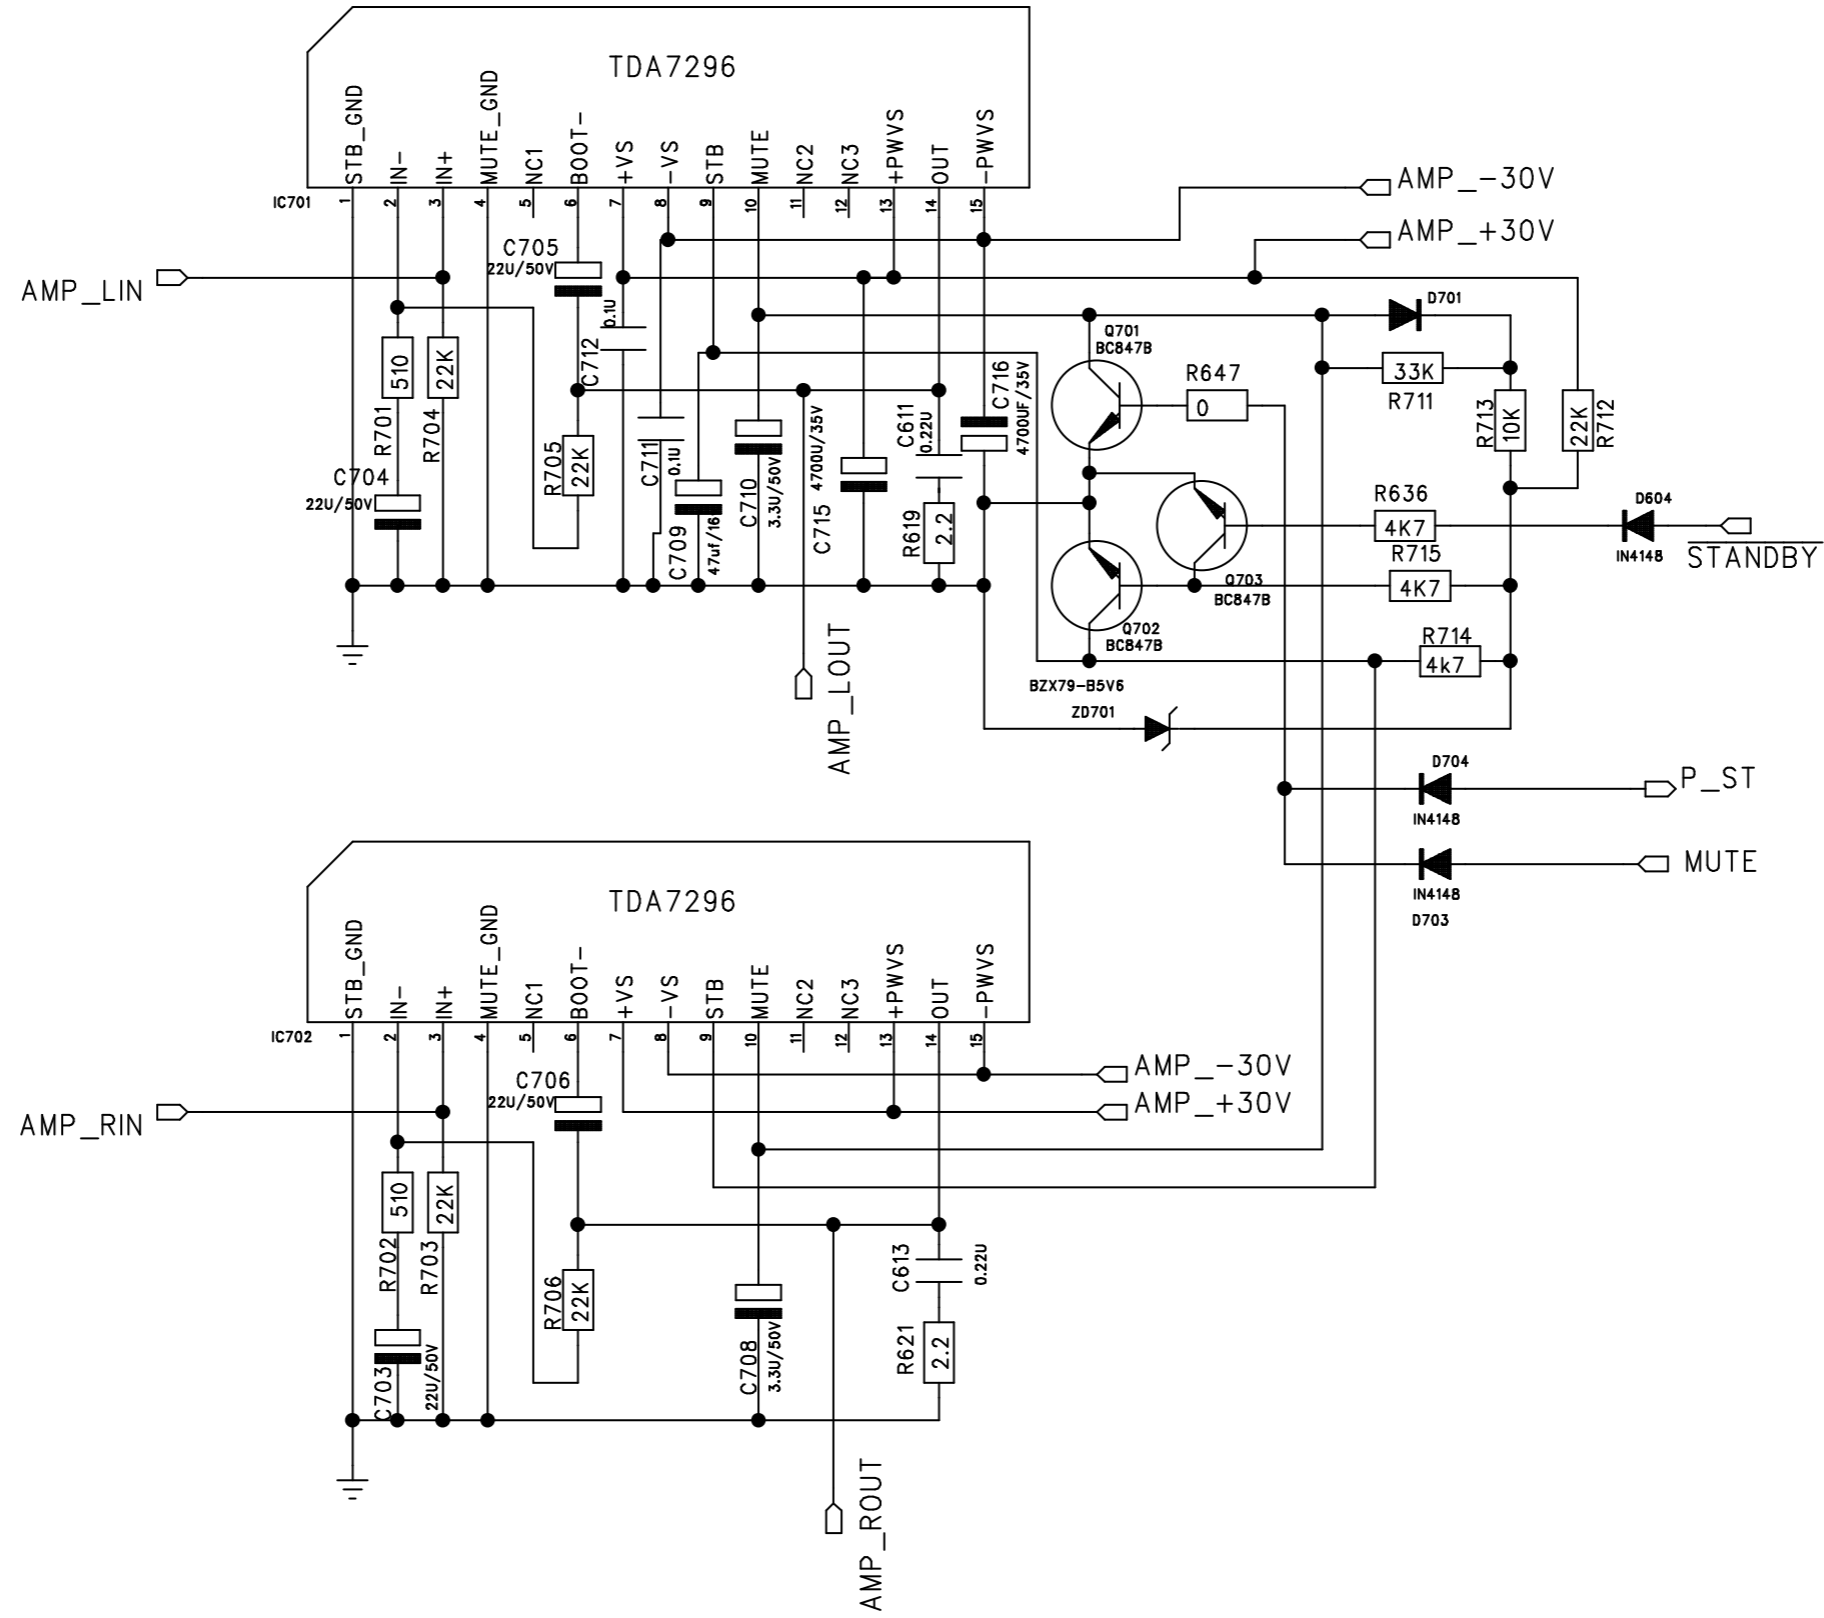 TDA7296
STB_GND
IN-
IN+
MUTE_GND
NC1
BOOT-
+VS
-VS
STB
MUTE
NC2
NC3
+PWVS
OUT
-PWVS
IC701
1
2
3
4
5
6
7
8
9
10
11
12
13
14
15
AMP_-30V
AMP_+30V
AMP_LIN
C705
22U/50V
0.1U
C712
D701
Q701
BC847B
R647
0
33K
R711
R713
10K
22K
R712
510
R701
22K
R704
C704
22U/50V
R705
22K
C711
0.1U
C709
47uf/16
C710
3.3U/50V
C715
4700U/35V
C611
0.22U
R619
2.2
C716
4700UF/35V
R636
4K7
D604
IN4148
STANDBY
R715
4K7
Q703
BC847B
Q702
BC847B
R714
4k7
BZX79-B5V6
ZD701
AMP_LOUT
D704
IN4148
P_ST
MUTE
IN4148
D703
TDA7296
STB_GND
IN-
IN+
MUTE_GND
NC1
BOOT-
+VS
-VS
STB
MUTE
NC2
NC3
+PWVS
OUT
-PWVS
IC702
1
2
3
4
5
6
7
8
9
10
11
12
13
14
15
AMP_-30V
AMP_+30V
AMP_RIN
C706
22U/50V
510
R702
22K
R703
C703
22U/50V
R706
22K
C708
3.3U/50V
C613
0.22U
R621
2.2
AMP_ROUT